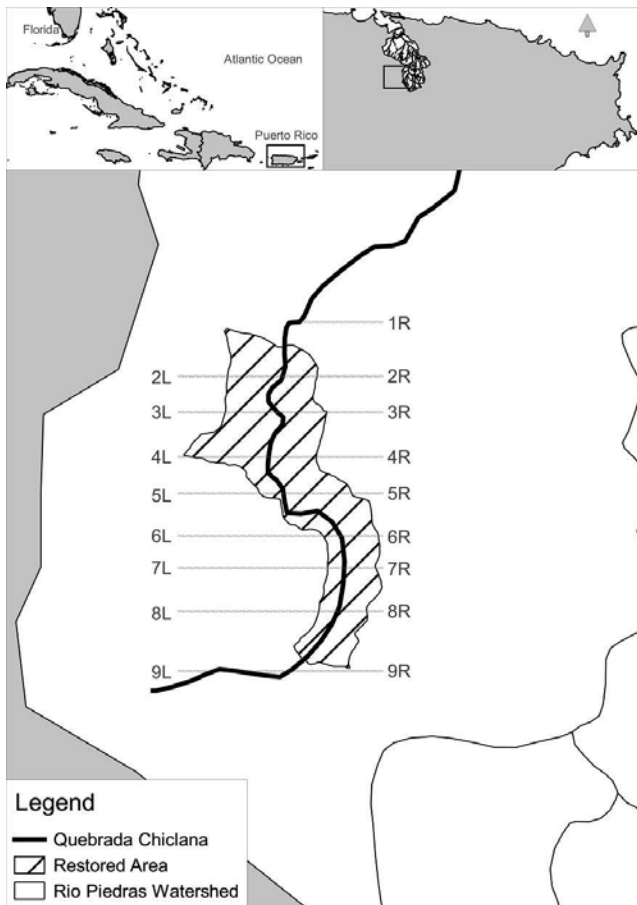 Florida
Atlantic Ocean
Puerto Rico
1R
2L 2R
3L 3R
4L 4R
5L 5R
6L 6R
7L 7R
8L 8R
9L 9R
Legend
Quebrada Chiclana
Restored Area
Rio Piedras Watershed